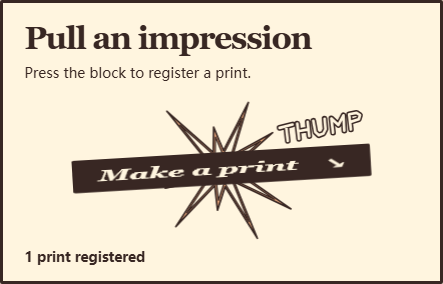 Pull an impression
Press the block to register a print.
THUMP
Make a print ↘
1 print registered